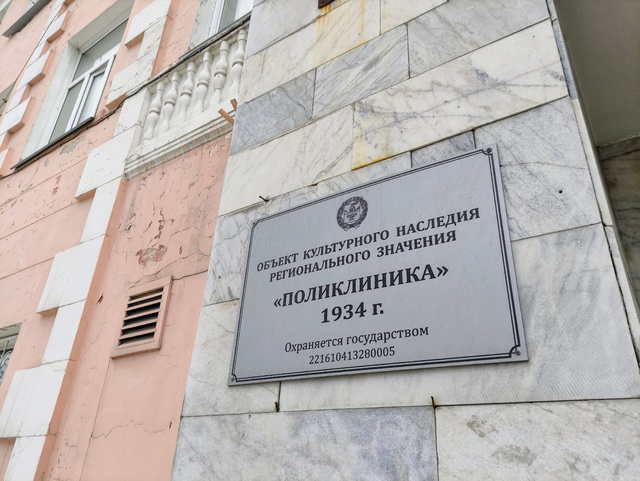 ОБЪЕКТ КУЛЬТУРНОГО НАСЛЕДИЯ
РЕГИОНАЛЬНОГО ЗНАЧЕНИЯ
«ПОЛИКЛИНИКА»
1934 г.
Охраняется государством
221610413280005